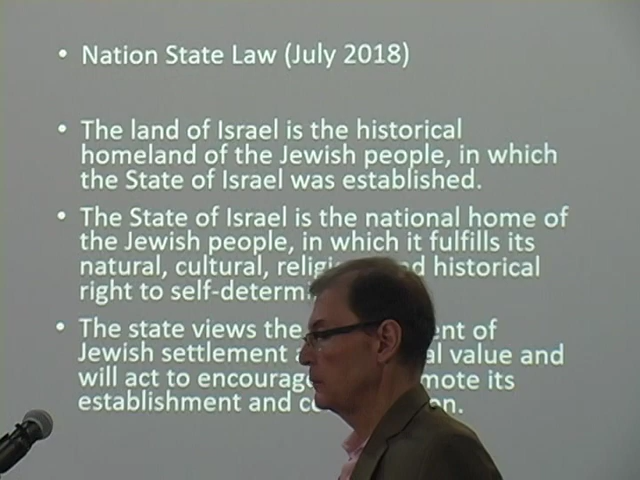 • Nation State Law (July 2018)
• The land of Israel is the historical
homeland of the Jewish people, in which
the State of Israel was established.
• The State of Israel is the national home of
the Jewish people, in which it fulfills its
natural, cultural, historical
right to
• The state views the of
Jewish settlement value and
will act to encourage its
establishment and